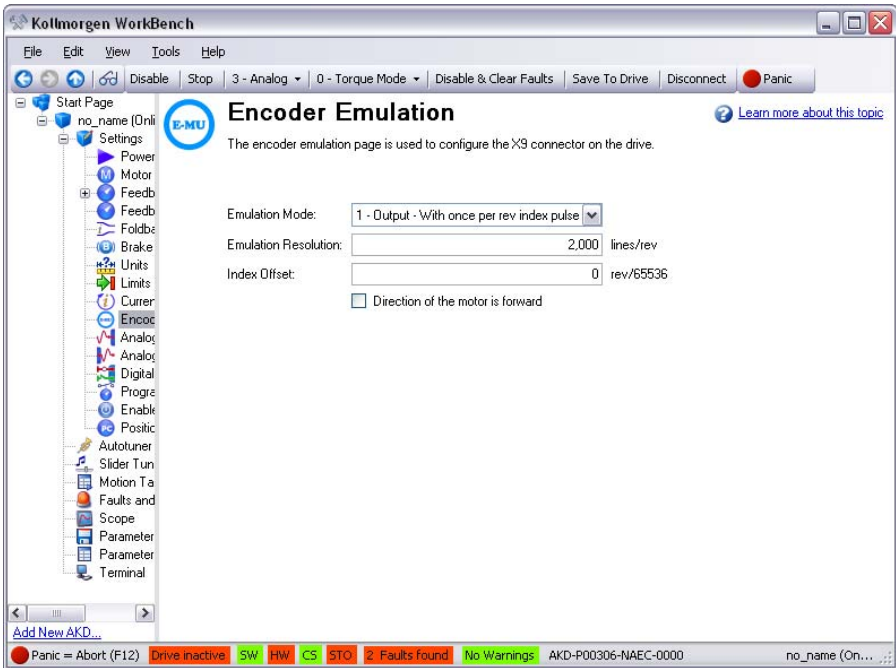 Kollmorgen WorkBench
File Edit View Tools Help
Disable Stop 3 - Analog 0 - Torque Mode Disable & Clear Faults Save To Drive Disconnect Panic
Start Page
no_name (Onli
Settings
Power
Motor
Feedb
Feedb
Foldba
Brake
Units
Limits
Currer
Encod
Analog
Analog
Digital
Progra
Enable
Positic
Autotuner
Slider Tun
Motion Ta
Faults and
Scope
Parameter
Parameter
Terminal
Add New AKD...
E-MU
Encoder Emulation
Learn more about this topic
The encoder emulation page is used to configure the X9 connector on the drive.
Emulation Mode: 1 - Output - With once per rev index pulse
Emulation Resolution: 2,000 lines/rev
Index Offset: 0 rev/65536
Direction of the motor is forward
Panic = Abort (F12) Drive inactive SW HW CS STO 2 Faults found No Warnings AKD-P00306-NAEC-0000 no_name (On...